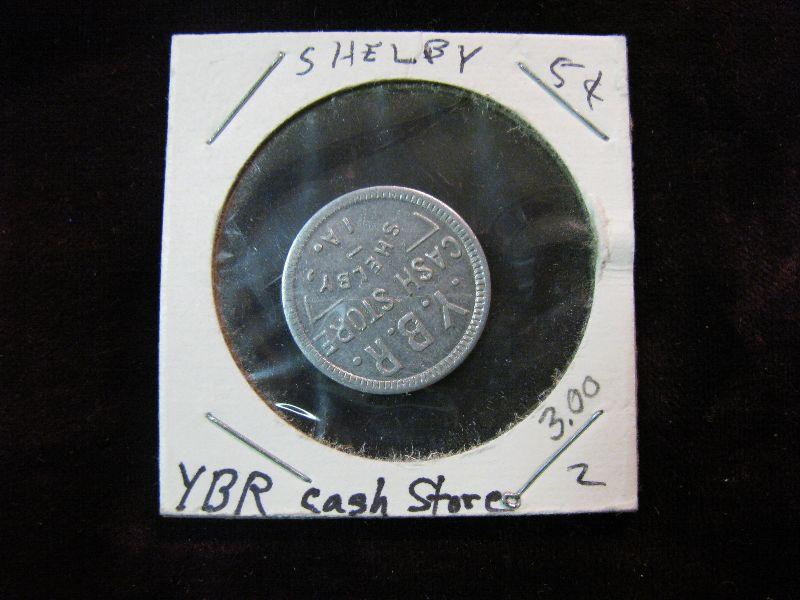 SHELBY
5¢
. Y. B. R. .
CASH STORE
SHELBY,
IA.
3.00
2
YBR cash Store